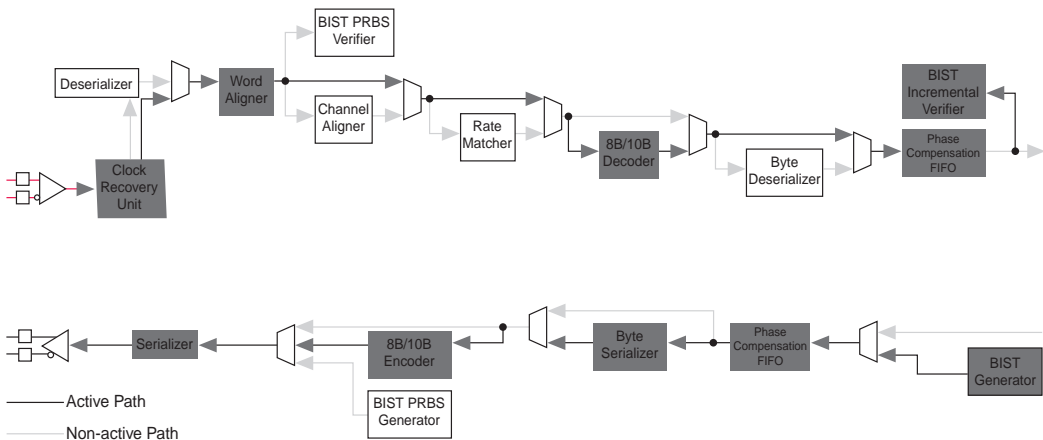 BIST PRBS
Verifier
Deserializer
Word
Aligner
Channel
Aligner
Rate
Matcher
8B/10B
Decoder
Byte
Deserializer
BIST
Incremental
Verifier
Phase
Compensation
FIFO
Clock
Recovery
Unit
Serializer
8B/10B
Encoder
BIST PRBS
Generator
Byte
Serializer
Phase
Compensation
FIFO
BIST
Generator
Active Path
Non-active Path